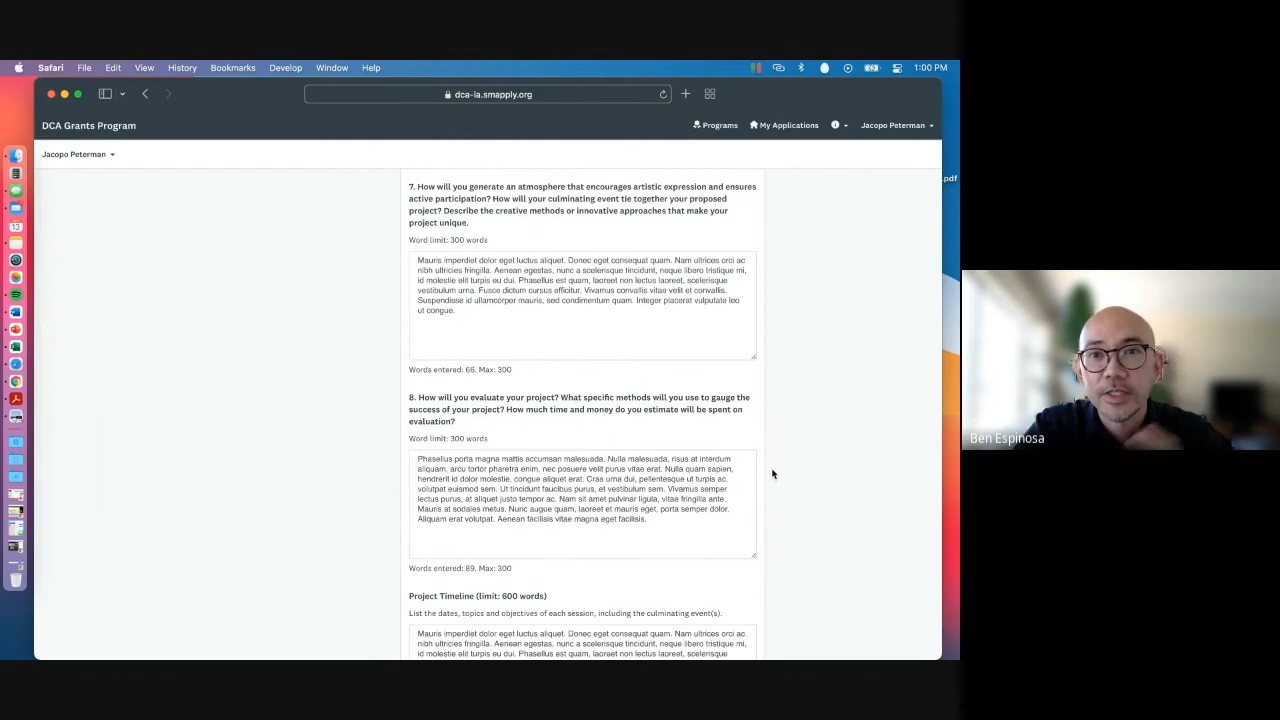 Safari File Edit View History Bookmarks Develop Window Help 1:00 PM
dca-la.smapply.org
DCA Grants Program Programs My Applications Jacopo Peterman
Jacopo Peterman
.pdf
7. How will you generate an atmosphere that encourages artistic expression and ensures
active participation? How will your culminating event tie together your proposed
project? Describe the creative methods or innovative approaches that make your
project unique.
Word limit: 300 words
Mauris imperdiet dolor eget luctus aliquet. Donec eget consequat quam. Nam ultrices orci ac
nibh ultricies fringilla. Aenean egestas, nunc a scelerisque tincidunt, neque libero tristique mi,
id molestie elit turpis eu dui. Phasellus est quam, laoreet non lectus laoreet, scelerisque
vestibulum urna. Fusce dictum cursus efficitur. Vivamus convallis vitae velit et convallis.
Suspendisse id ullamcorper mauris, sed condimentum quam. Integer placerat vulputate leo
ut congue.
Words entered: 66. Max: 300
8. How will you evaluate your project? What specific methods will you use to gauge the
success of your project? How much time and money do you estimate will be spent on
evaluation?
Word limit: 300 words
Phasellus porta magna mattis accumsan malesuada. Nulla malesuada, risus at interdum
aliquam, arcu tortor pharetra enim, nec posuere velit purus vitae erat. Nulla quam sapien,
hendrerit id dolor molestie, congue aliquet erat. Cras urna dui, pellentesque ut turpis ac,
volutpat euismod sem. Ut tincidunt faucibus purus, et vestibulum sem. Vivamus semper
lectus purus, at aliquet justo tempor ac. Nam sit amet pulvinar ligula, vitae fringilla ante.
Mauris at sodales metus. Nunc augue quam, laoreet et mauris eget, porta semper dolor.
Aliquam erat volutpat. Aenean facilisis vitae magna eget facilisis.
Words entered: 89. Max: 300
Project Timeline (limit: 600 words)
List the dates, topics and objectives of each session, including the culminating event(s).
Mauris imperdiet dolor eget luctus aliquet. Donec eget consequat quam. Nam ultrices orci ac
nibh ultricies fringilla. Aenean egestas, nunc a scelerisque tincidunt, neque libero tristique mi,
id molestie elit turpis eu dui. Phasellus est quam, laoreet non lectus laoreet, scelerisque
Ben Espinosa